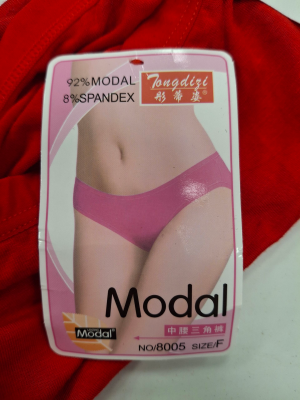 92%MODAL
8%SPANDEX
Tongdizi
彤蒂姿
Modal
中腰三角裤
Modal®
NO/8005 SIZE/F